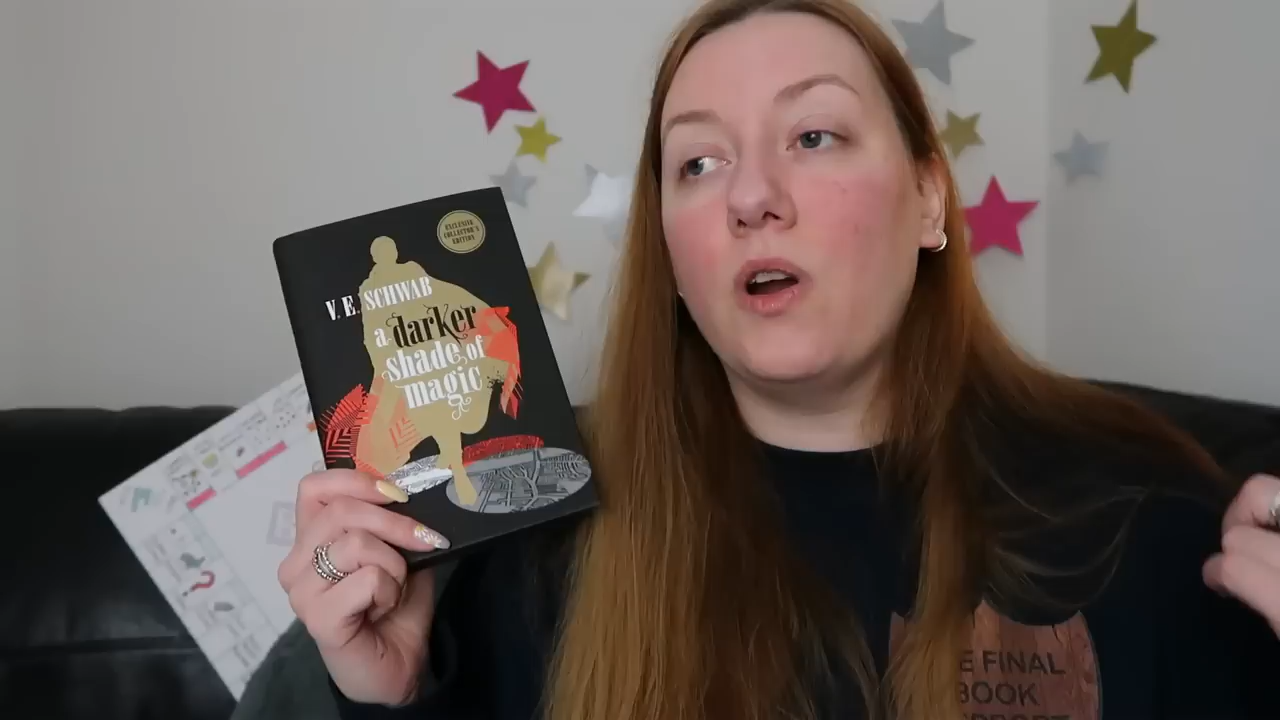 EXCLUSIVE
COLLECTOR'S
EDITION
V. E. SCHWAB
a darker
shade of
magic
E FINAL
BOOK